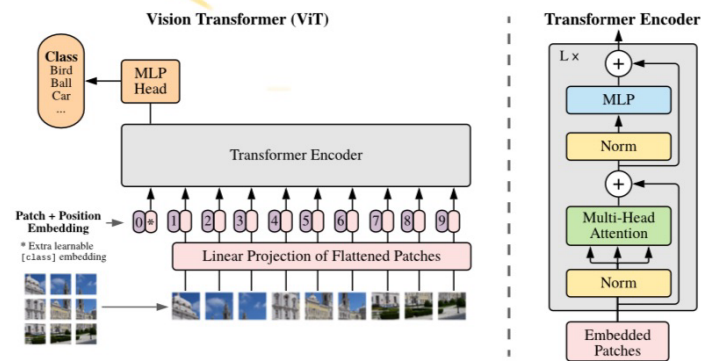 Vision Transformer (ViT)
Class
Bird
Ball
Car
...
MLP
Head
Transformer Encoder
Patch + Position
Embedding
0 * 1 2 3 4 5 6 7 8 9
* Extra learnable
[class] embedding
Linear Projection of Flattened Patches
Transformer Encoder
L x
+
MLP
Norm
+
Multi-Head
Attention
Norm
Embedded
Patches